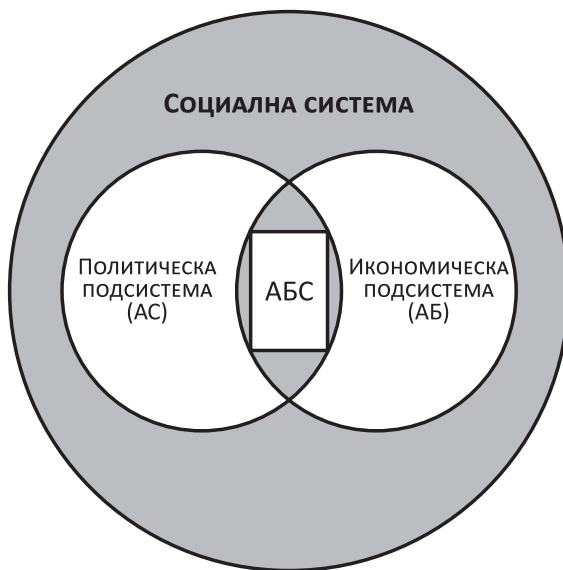 Социална система
Политическа
подсистема
(АС)
АБС
Икономическа
подсистема
(АБ)